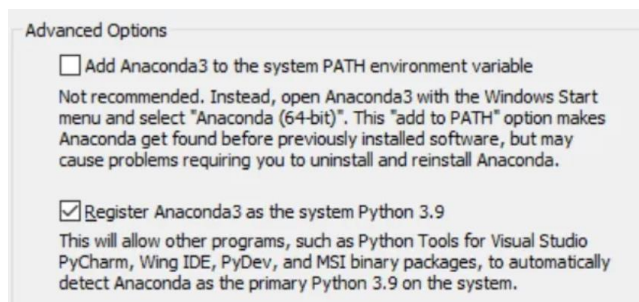 Advanced Options
Add Anaconda3 to the system PATH environment variable
Not recommended. Instead, open Anaconda3 with the Windows Start
menu and select "Anaconda (64-bit)". This "add to PATH" option makes
Anaconda get found before previously installed software, but may
cause problems requiring you to uninstall and reinstall Anaconda.
Register Anaconda3 as the system Python 3.9
This will allow other programs, such as Python Tools for Visual Studio
PyCharm, Wing IDE, PyDev, and MSI binary packages, to automatically
detect Anaconda as the primary Python 3.9 on the system.